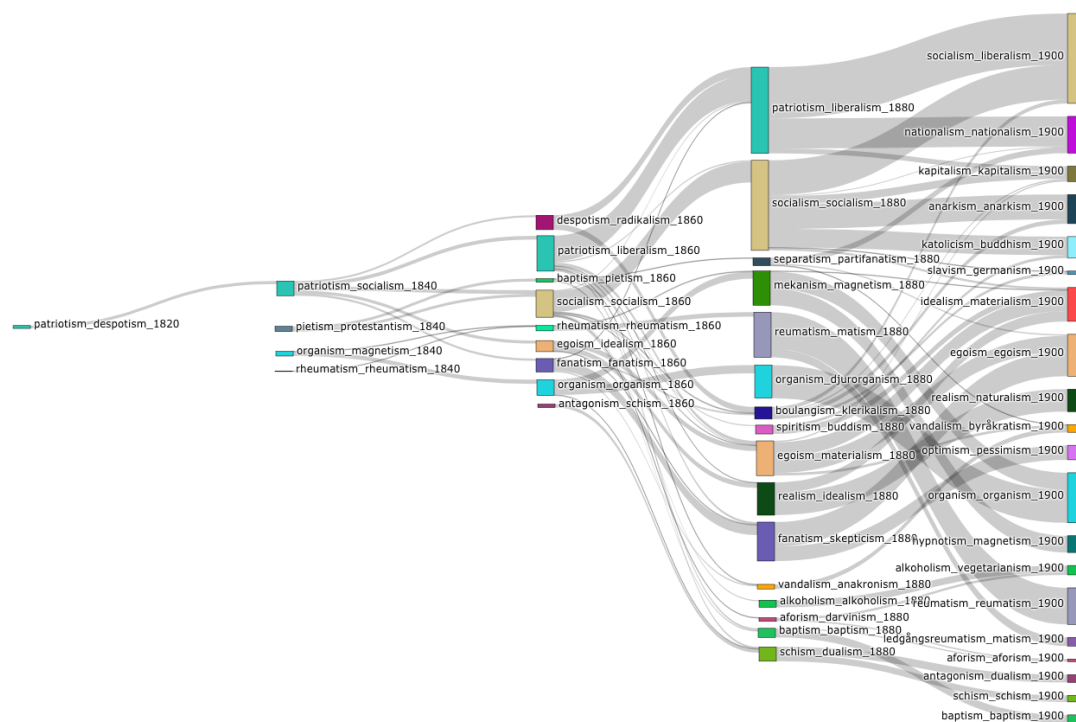 patriotism_despotism_1820
patriotism_socialism_1840
pietism_protestantism_1840
organism_magnetism_1840
rheumatism_rheumatism_1840
despotism_radikalism_1860
patriotism_liberalism_1860
baptism_pietism_1860
socialism_socialism_1860
rheumatism_rheumatism_1860
egoism_idealism_1860
fanatism_fanatism_1860
organism_organism_1860
antagonism_schism_1860
patriotism_liberalism_1880
socialism_socialism_1880
separatism_partifanatism_1880
mekanism_magnetism_1880
reumatism_matism_1880
organism_djurorganism_1880
boulangism_klerikalism_1880
spiritism_buddism_1880
egoism_materialism_1880
realism_idealism_1880
fanatism_skepticism_1880
vandalism_anakronism_1880
alkoholism_alkoholism_1880
aforism_darvinism_1880
baptism_baptism_1880
schism_dualism_1880
socialism_liberalism_1900
nationalism_nationalism_1900
kapitalism_kapitalism_1900
anarkism_anarkism_1900
katolicism_buddhism_1900
slavism_germanism_1900
idealism_materialism_1900
egoism_egoism_1900
realism_naturalism_1900
vandalism_byråkratism_1900
optimism_pessimism_1900
organism_organism_1900
hypnotism_magnetism_1900
alkoholism_vegetarianism_1900
reumatism_reumatism_1900
ledgångsreumatism_matism_1900
aforism_aforism_1900
antagonism_dualism_1900
schism_schism_1900
baptism_baptism_1900